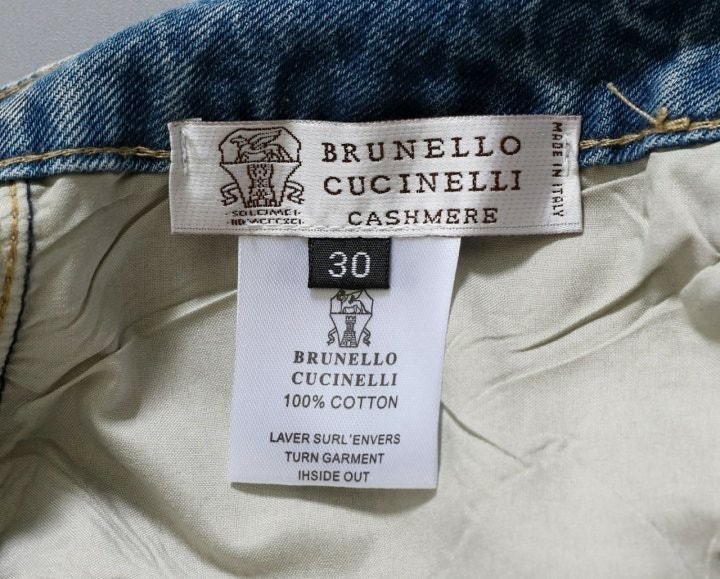 BRUNELLO
CUCINELLI
CASHMERE
MADE IN ITALY
30
BRUNELLO
CUCINELLI
100% COTTON
LAVER SURL'ENVERS
TURN GARMENT
IHSIDE OUT